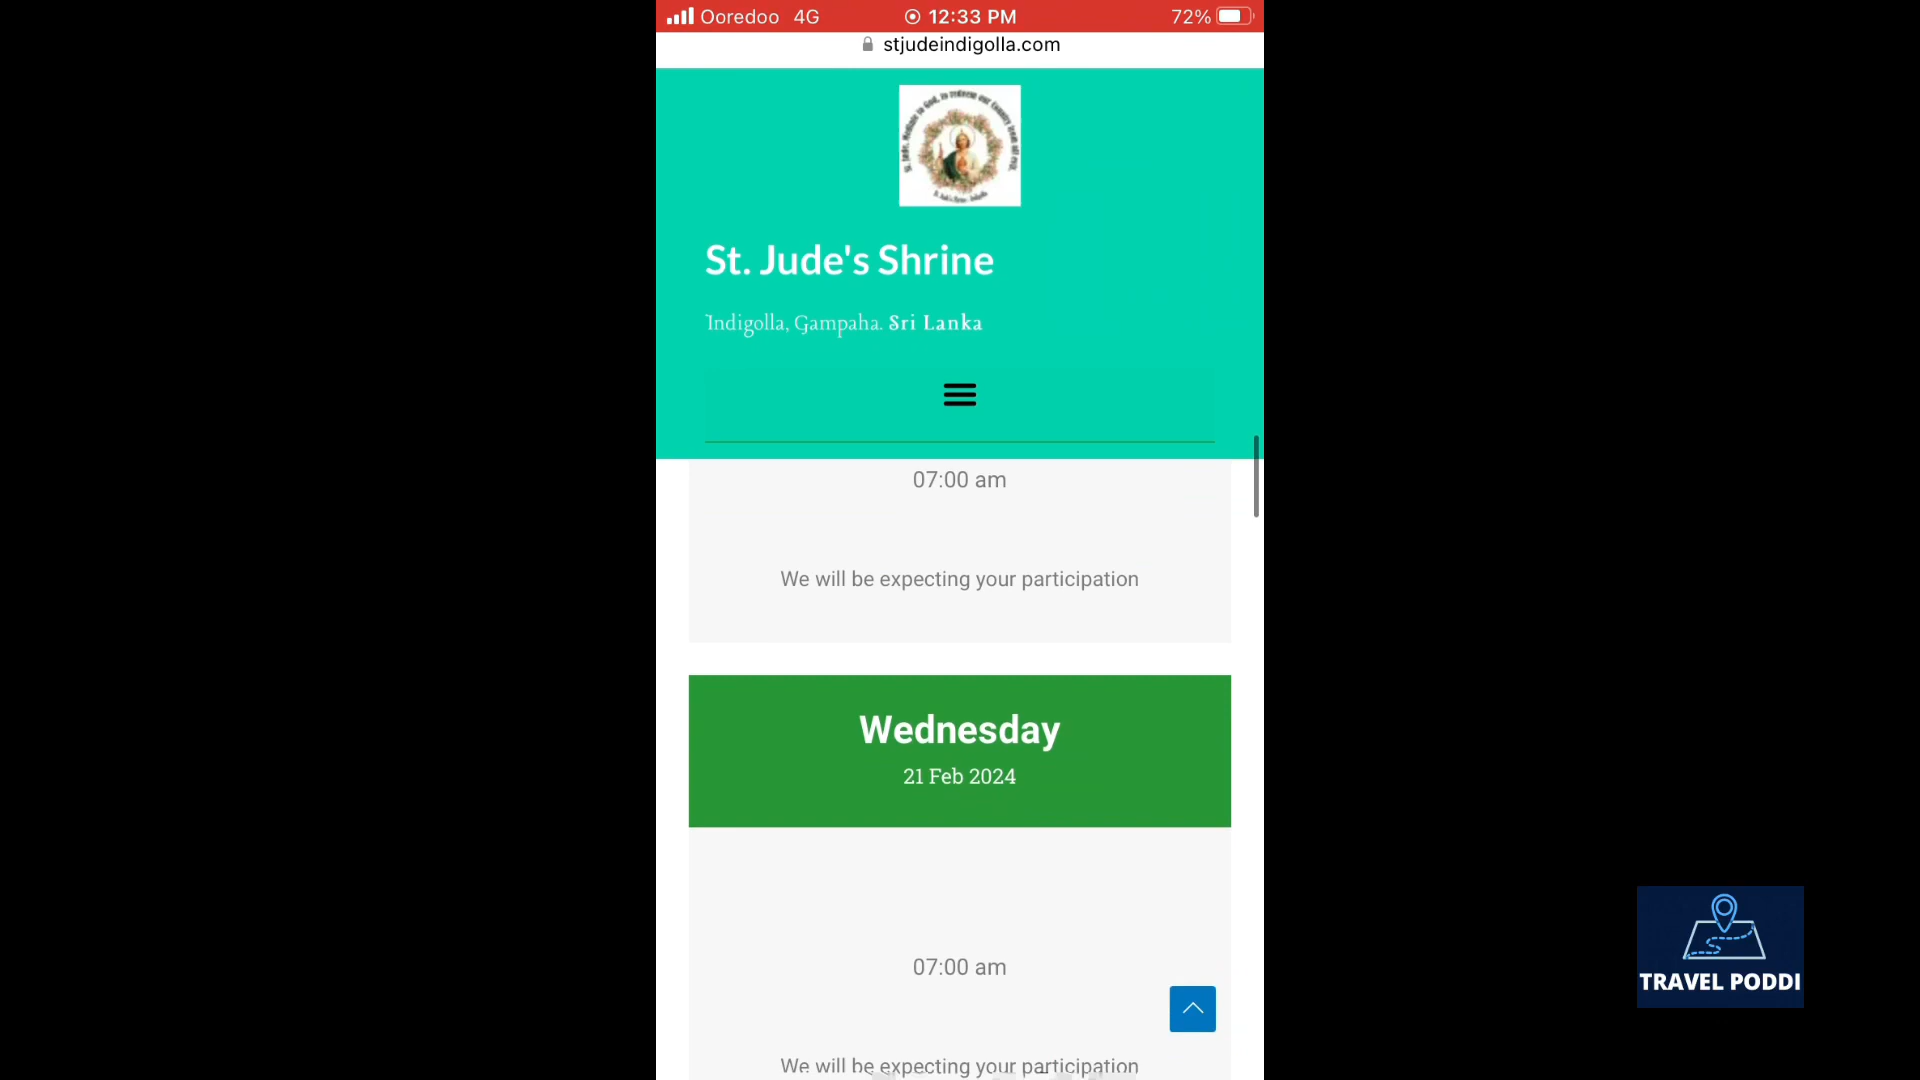 Ooredoo 4G 12:33 PM 72%
stjudeindigolla.com
St. Jude's Shrine
Indigolla, Gampaha. Sri Lanka
07:00 am
We will be expecting your participation
Wednesday
21 Feb 2024
07:00 am
We will be expecting your participation
TRAVEL PODDI